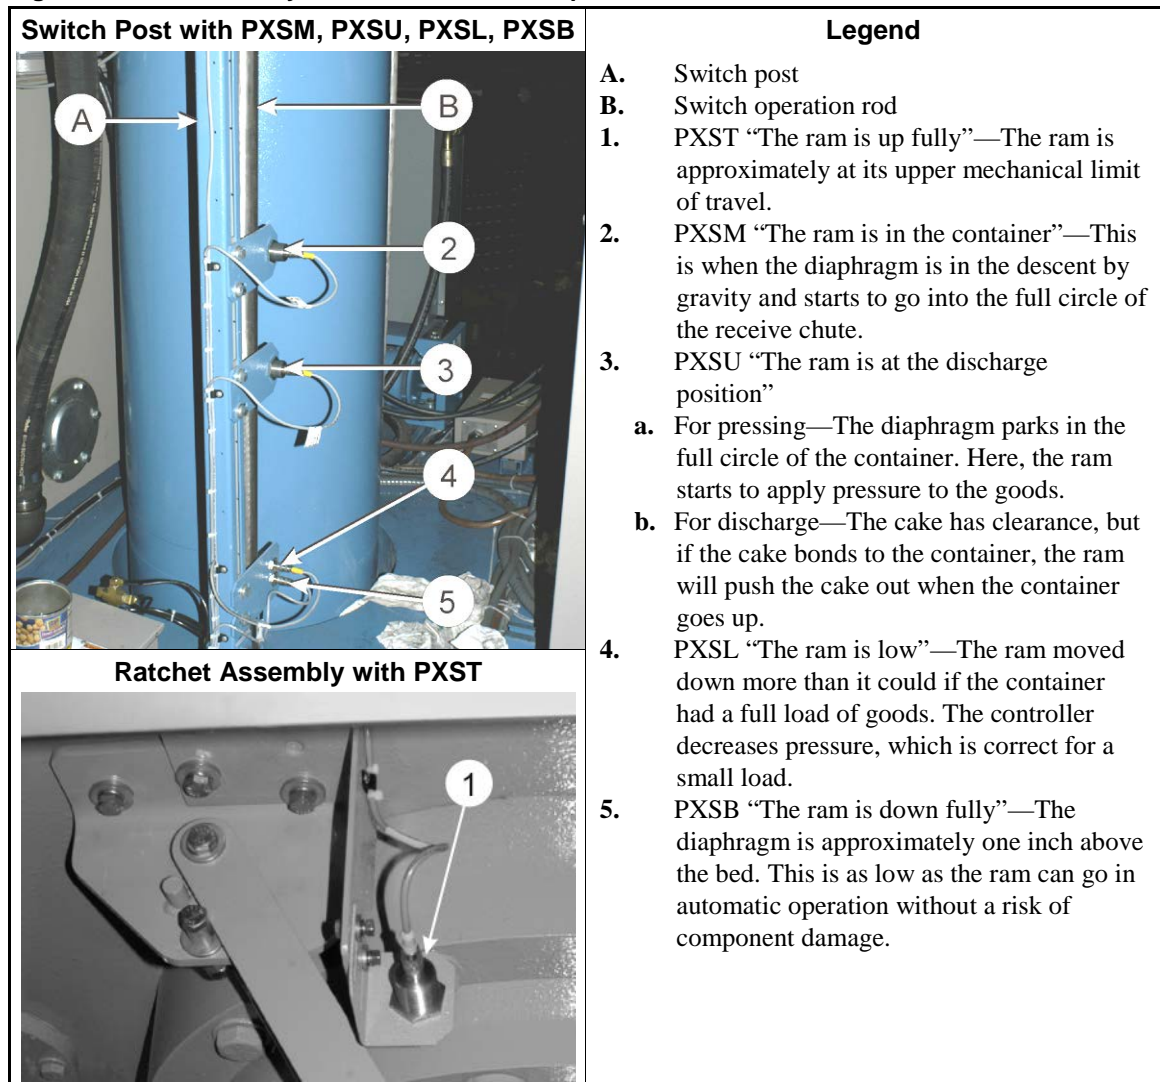 Switch Post with PXSM, PXSU, PXSL, PXSB
A
B
2
3
4
5
Ratchet Assembly with PXST
1
Legend
A. Switch post
B. Switch operation rod
1. PXST “The ram is up fully”—The ram is
approximately at its upper mechanical limit
of travel.
2. PXSM “The ram is in the container”—This
is when the diaphragm is in the descent by
gravity and starts to go into the full circle of
the receive chute.
3. PXSU “The ram is at the discharge
position”
a. For pressing—The diaphragm parks in the
full circle of the container. Here, the ram
starts to apply pressure to the goods.
b. For discharge—The cake has clearance, but
if the cake bonds to the container, the ram
will push the cake out when the container
goes up.
4. PXSL “The ram is low”—The ram moved
down more than it could if the container
had a full load of goods. The controller
decreases pressure, which is correct for a
small load.
5. PXSB “The ram is down fully”—The
diaphragm is approximately one inch above
the bed. This is as low as the ram can go in
automatic operation without a risk of
component damage.